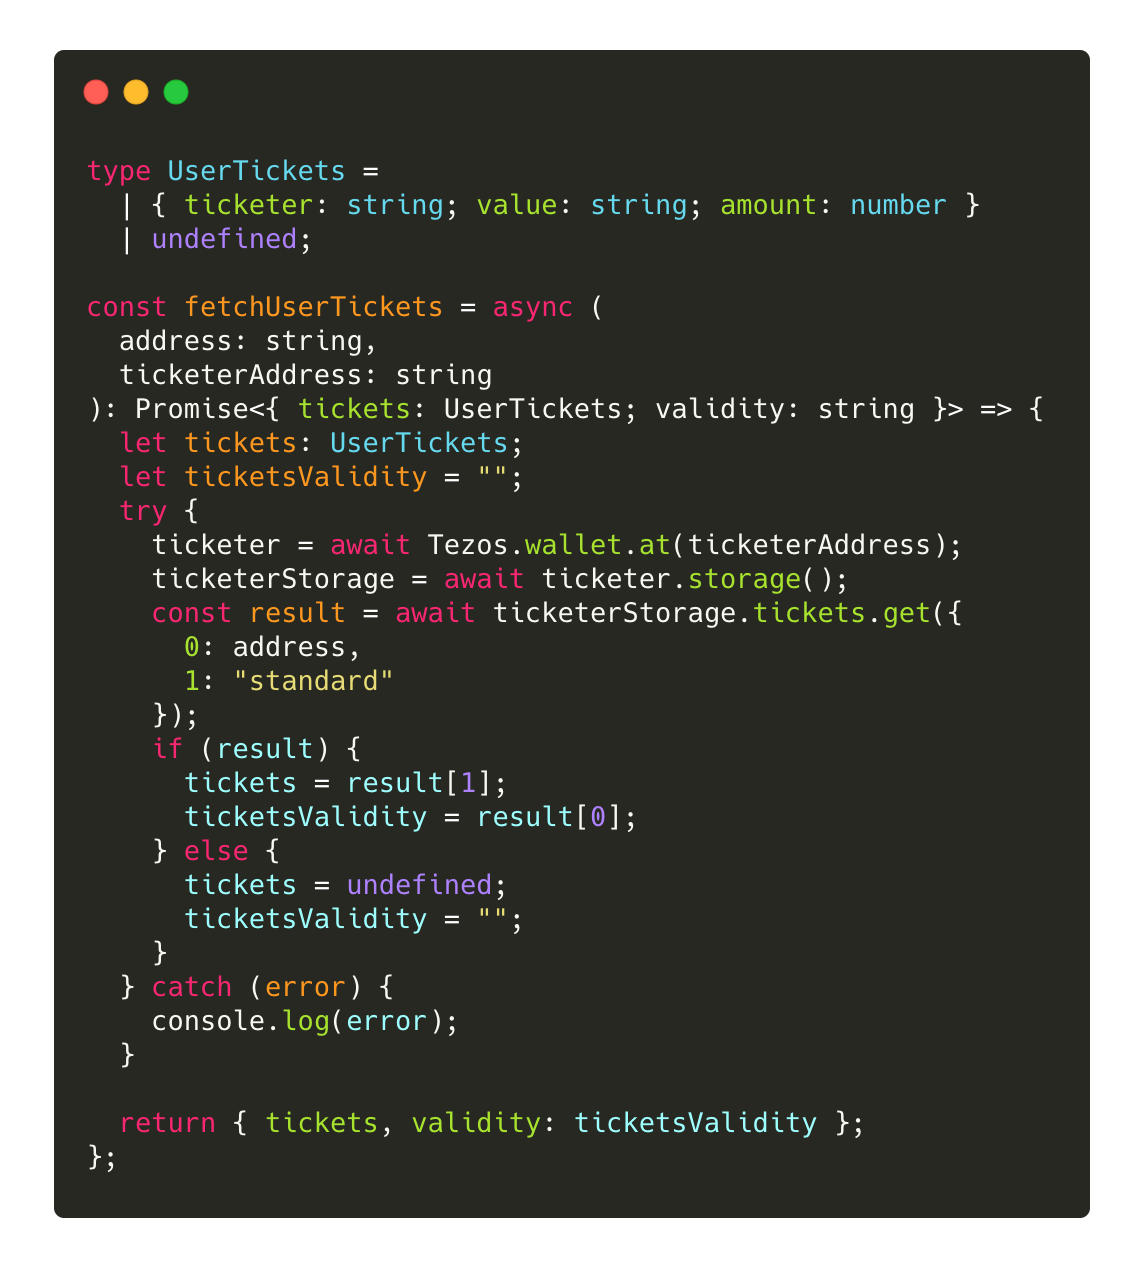 type UserTickets =
  | { ticketer: string; value: string; amount: number }
  | undefined;

const fetchUserTickets = async (
  address: string,
  ticketerAddress: string
): Promise<{ tickets: UserTickets; validity: string }> => {
  let tickets: UserTickets;
  let ticketsValidity = "";
  try {
    ticketer = await Tezos.wallet.at(ticketerAddress);
    ticketerStorage = await ticketer.storage();
    const result = await ticketerStorage.tickets.get({
      0: address,
      1: "standard"
    });
    if (result) {
      tickets = result[1];
      ticketsValidity = result[0];
    } else {
      tickets = undefined;
      ticketsValidity = "";
    }
  } catch (error) {
    console.log(error);
  }

  return { tickets, validity: ticketsValidity };
};